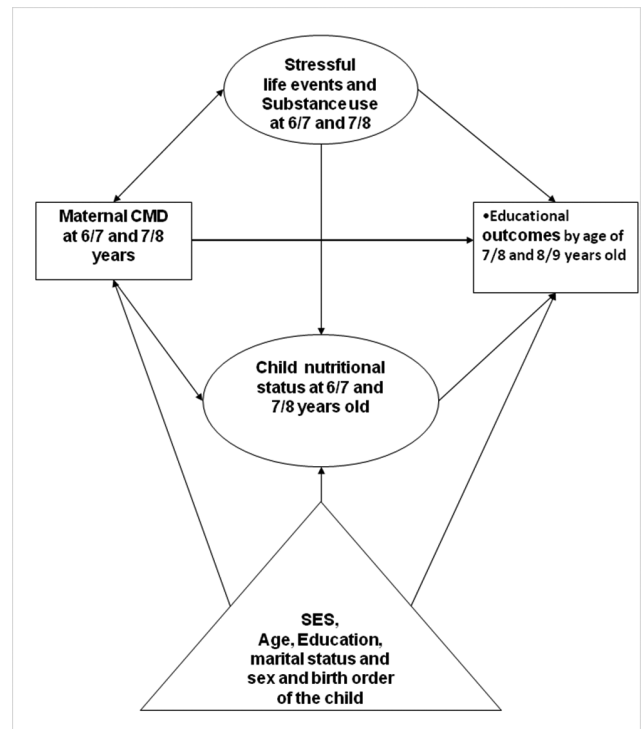 Stressful
life events and
Substance use
at 6/7 and 7/8
Maternal CMD
at 6/7 and 7/8
years
•Educational
outcomes by age of
7/8 and 8/9 years old
Child nutritional
status at 6/7 and
7/8 years old
SES,
Age, Education,
marital status and
sex and birth order
of the child